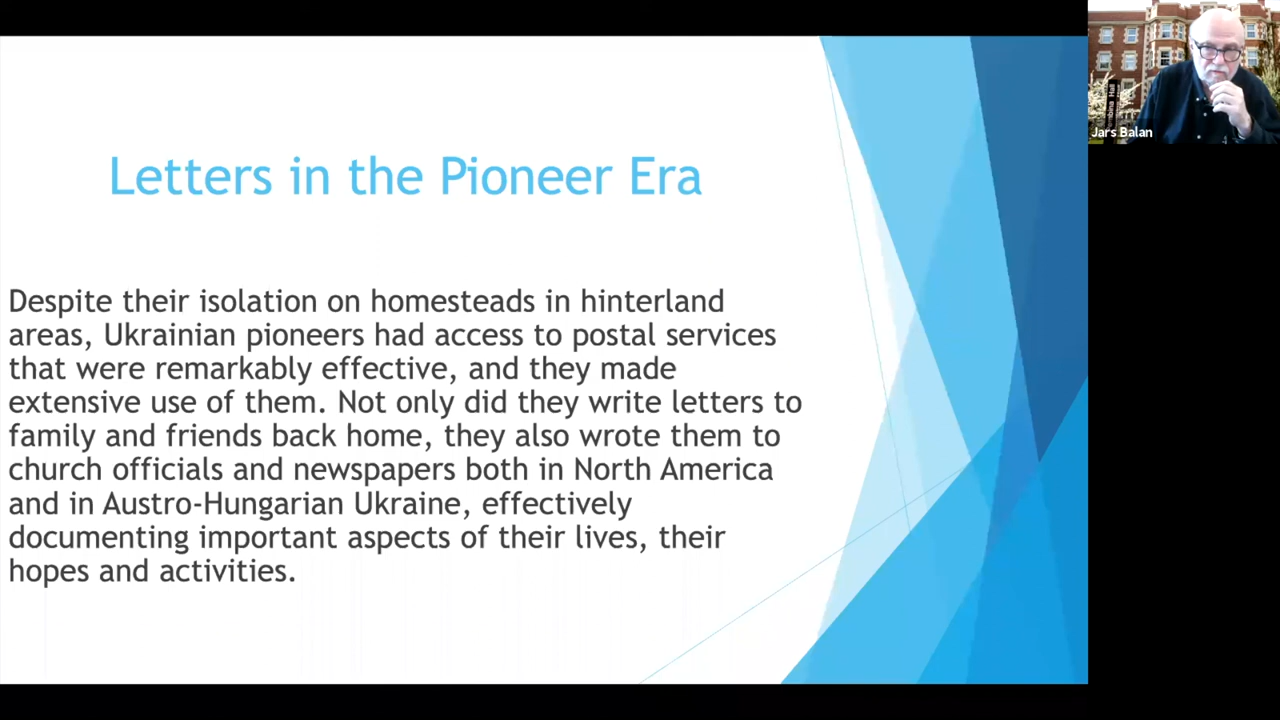 Letters in the Pioneer Era
Despite their isolation on homesteads in hinterland
areas, Ukrainian pioneers had access to postal services
that were remarkably effective, and they made
extensive use of them. Not only did they write letters to
family and friends back home, they also wrote them to
church officials and newspapers both in North America
and in Austro-Hungarian Ukraine, effectively
documenting important aspects of their lives, their
hopes and activities.
Jars Balan